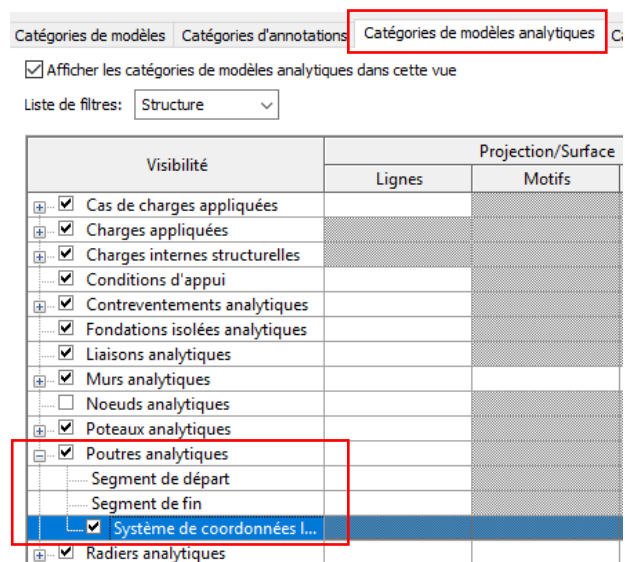 Catégories de modèles Catégories d'annotations Catégories de modèles analytiques
Afficher les catégories de modèles analytiques dans cette vue
Liste de filtres: Structure
Visibilité Projection/Surface
Lignes Motifs
Cas de charges appliquées
Charges appliquées
Charges internes structurelles
Conditions d'appui
Contreventements analytiques
Fondations isolées analytiques
Liaisons analytiques
Murs analytiques
Noeuds analytiques
Poteaux analytiques
Poutres analytiques
Segment de départ
Segment de fin
Système de coordonnées l...
Radiers analytiques